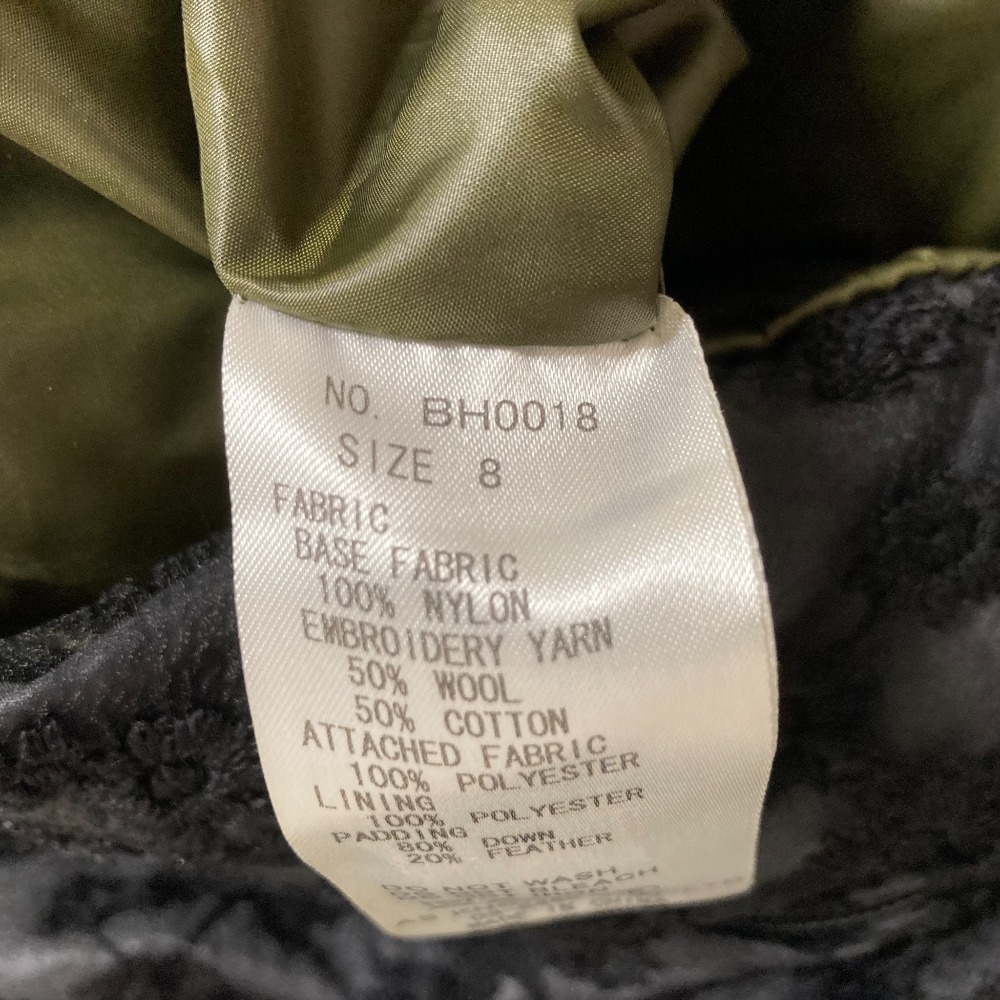 NO. BH0018
SIZE 8
FABRIC
BASE FABRIC
100% NYLON
EMBROIDERY YARN
50% WOOL
50% COTTON
ATTACHED FABRIC
100% POLYESTER
LINING
100% POLYESTER
PADDING
80% DOWN
20% FEATHER
DO NOT WASH
BLEACH